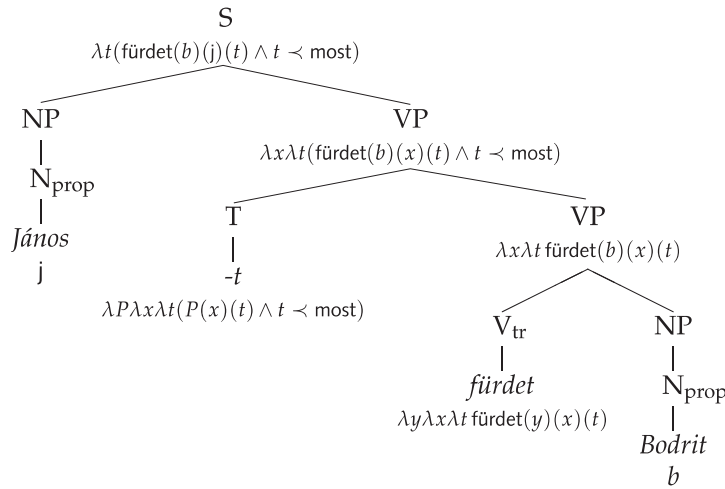 S
λt(fürdet(b)(j)(t) ∧ t ≺ most)
NP VP
λxλt(fürdet(b)(x)(t) ∧ t ≺ most)
N_prop T VP
János -t λxλt fürdet(b)(x)(t)
j
λPλxλt(P(x)(t) ∧ t ≺ most)
V_tr NP
fürdet N_prop
λyλxλt fürdet(y)(x)(t)
Bodrit
b